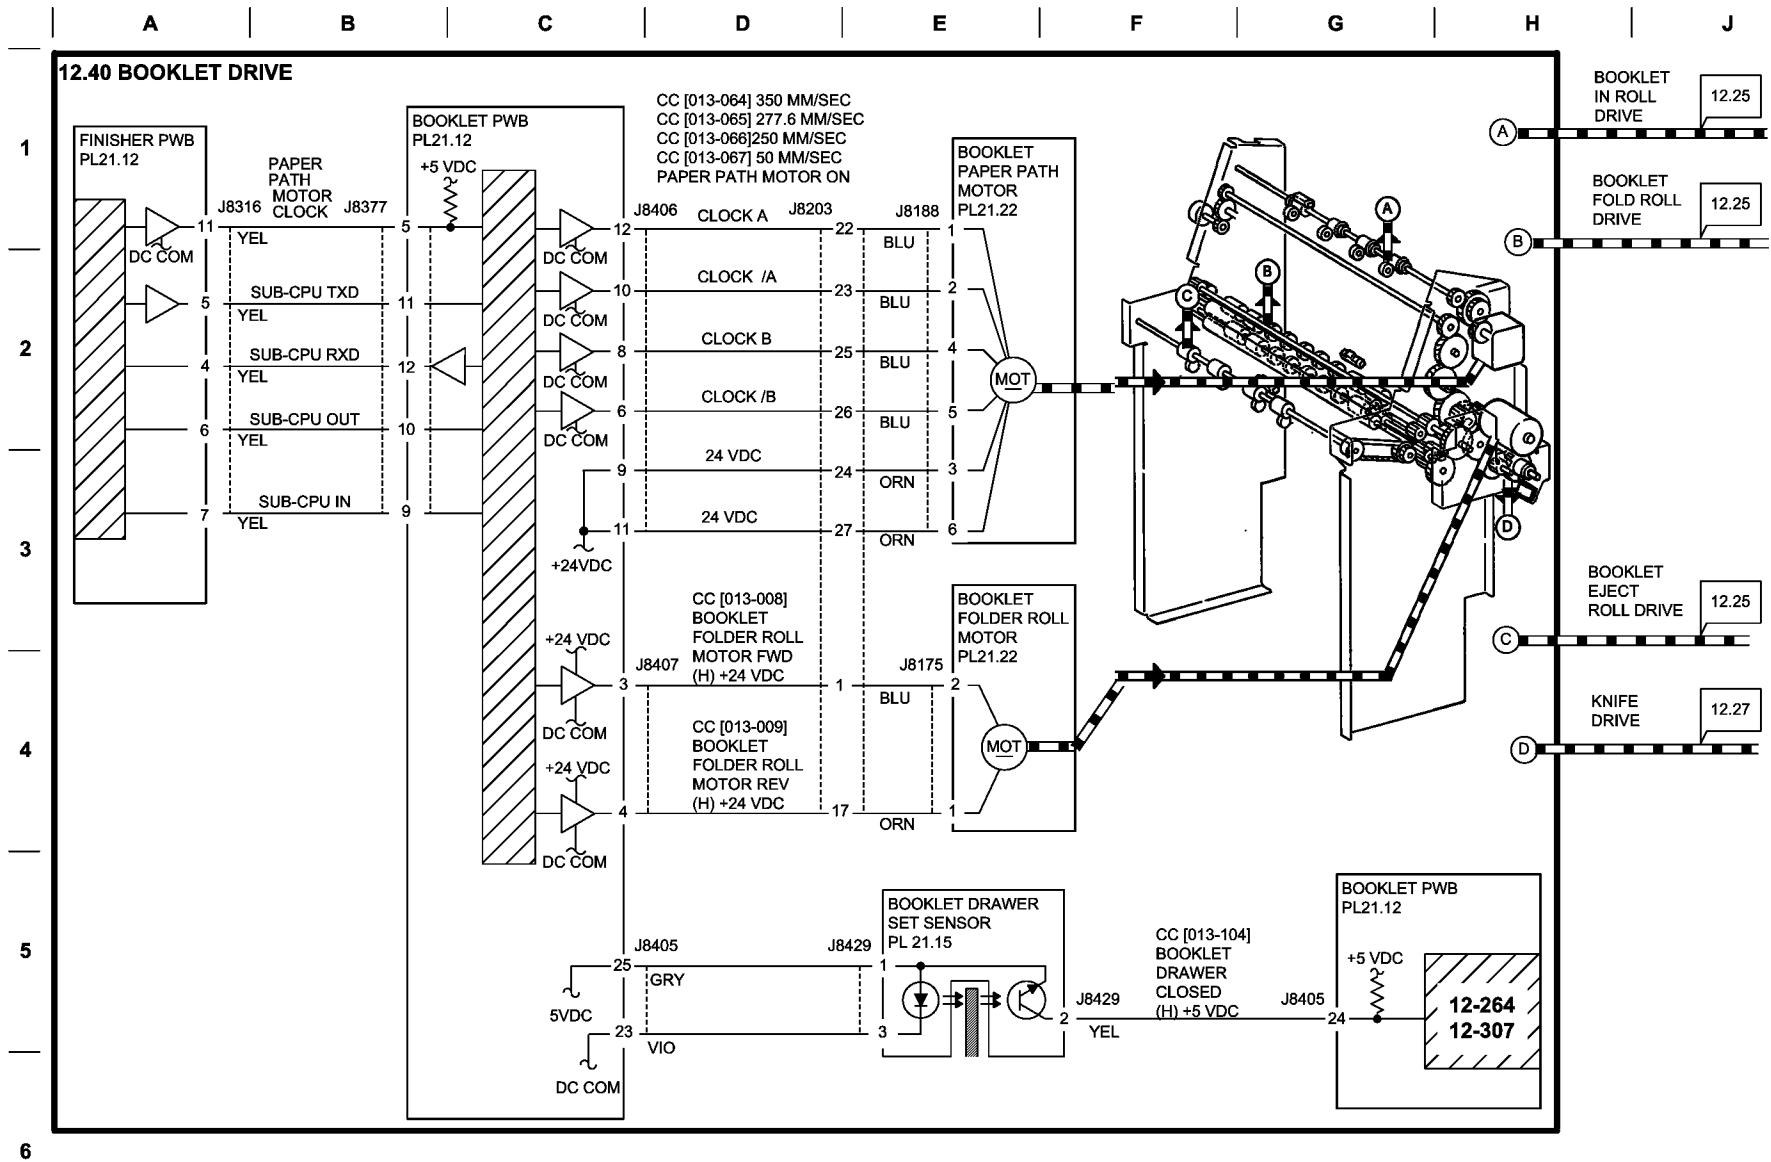 A B C D E F G H J
1
2
3
4
5
6
12.40 BOOKLET DRIVE
FINISHER PWB
PL21.12
DC COM
11
5
4
6
7
J8316
PAPER
PATH
MOTOR
CLOCK
J8377
YEL
SUB-CPU TXD
YEL
SUB-CPU RXD
YEL
SUB-CPU OUT
YEL
SUB-CPU IN
YEL
5
11
12
10
9
BOOKLET PWB
PL21.12
+5 VDC
DC COM
DC COM
DC COM
DC COM
+24VDC
+24 VDC
DC COM
+24 VDC
DC COM
5VDC
DC COM
12
10
8
6
9
11
3
4
25
23
CC [013-064] 350 MM/SEC
CC [013-065] 277.6 MM/SEC
CC [013-066]250 MM/SEC
CC [013-067] 50 MM/SEC
PAPER PATH MOTOR ON
J8406
CLOCK A
J8203
CLOCK /A
CLOCK B
CLOCK /B
24 VDC
24 VDC
22
23
25
26
24
27
J8188
BLU
BLU
BLU
BLU
ORN
ORN
1
2
4
5
3
6
BOOKLET
PAPER PATH
MOTOR
PL21.22
MOT
J8407
CC [013-008]
BOOKLET
FOLDER ROLL
MOTOR FWD
(H) +24 VDC
CC [013-009]
BOOKLET
FOLDER ROLL
MOTOR REV
(H) +24 VDC
1
17
J8175
BLU
ORN
2
1
BOOKLET
FOLDER ROLL
MOTOR
PL21.22
MOT
J8405
GRY
VIO
J8429
BOOKLET DRAWER
SET SENSOR
PL 21.15
1
3
2
J8429
YEL
CC [013-104]
BOOKLET
DRAWER
CLOSED
(H) +5 VDC
J8405
24
BOOKLET PWB
PL21.12
+5 VDC
12-264
12-307
A
B
C
D
BOOKLET
IN ROLL
DRIVE
12.25
A
BOOKLET
FOLD ROLL
DRIVE
12.25
B
BOOKLET
EJECT
ROLL DRIVE
12.25
C
KNIFE
DRIVE
12.27
D